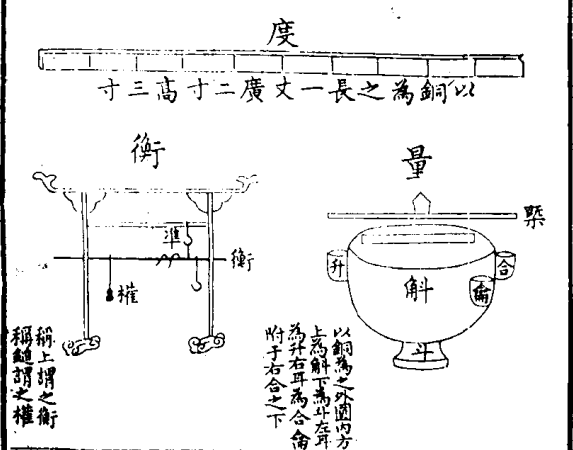 度
以銅為之長一丈廣二寸高三寸
量
槩
升
斛
合
龠
斗
以銅為之外圜内方
上為斛下為斗左耳
為升右耳為合龠
附于右合之下
衡
準
衡
權
稱上謂之衡
稱鎚謂之權